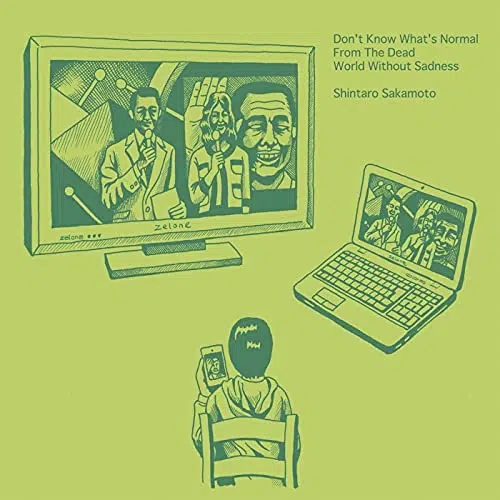 Don't Know What's Normal
From The Dead
World Without Sadness
Shintaro Sakamoto
zelone
zelone